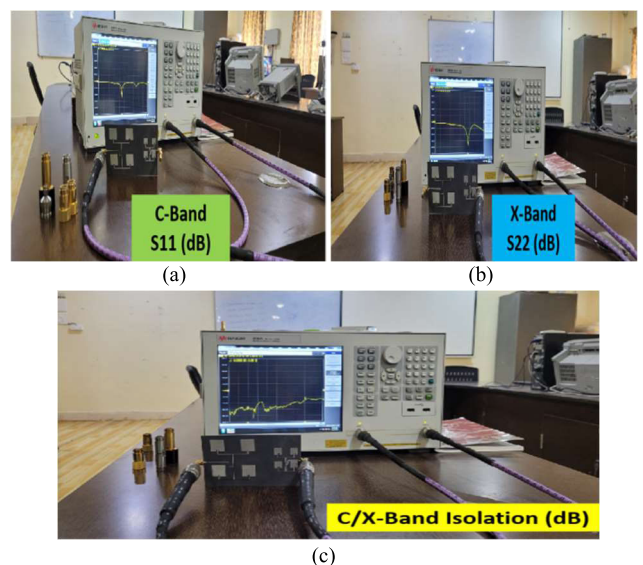 C-Band
S11 (dB)
X-Band
S22 (dB)
(a)
(b)
C/X-Band Isolation (dB)
(c)